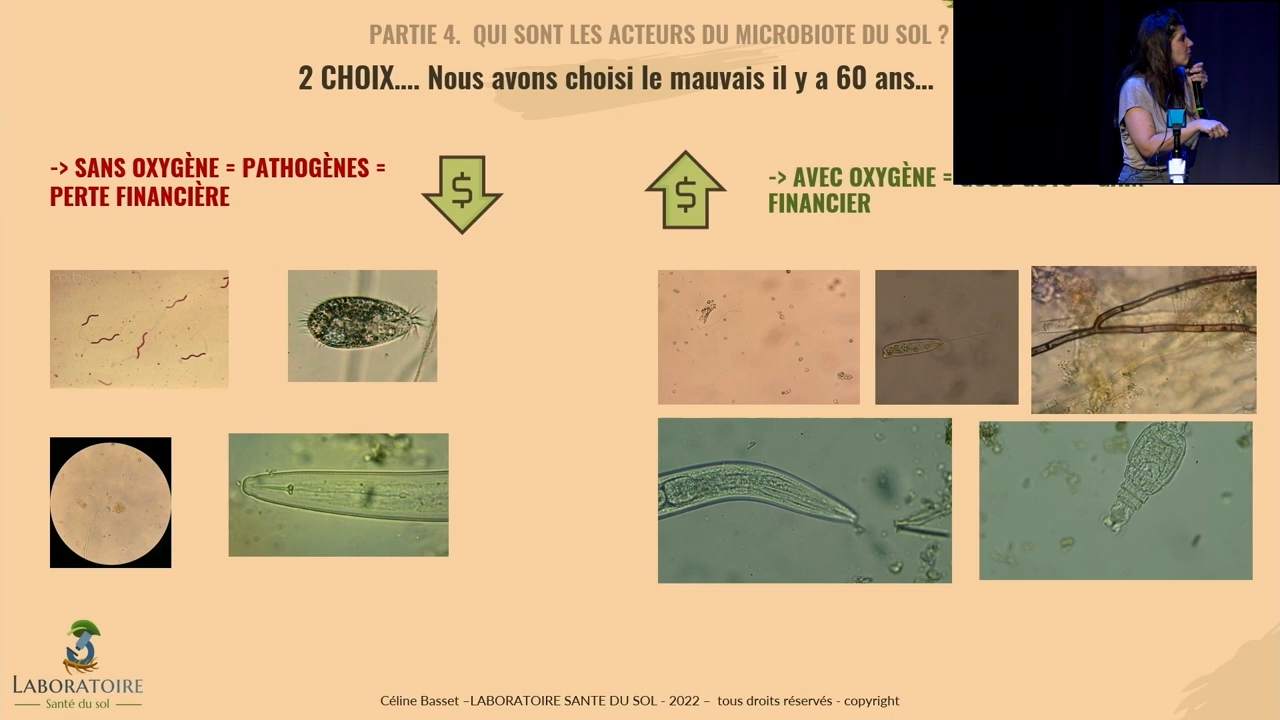 PARTIE 4. QUI SONT LES ACTEURS DU MICROBIOTE DU SOL ?
2 CHOIX.... Nous avons choisi le mauvais il y a 60 ans...
-> SANS OXYGÈNE = PATHOGÈNES =
PERTE FINANCIÈRE
$
$
-> AVEC OXYGÈNE =
FINANCIER
LABORATOIRE
Santé du sol
Céline Basset –LABORATOIRE SANTE DU SOL - 2022 – tous droits réservés - copyright